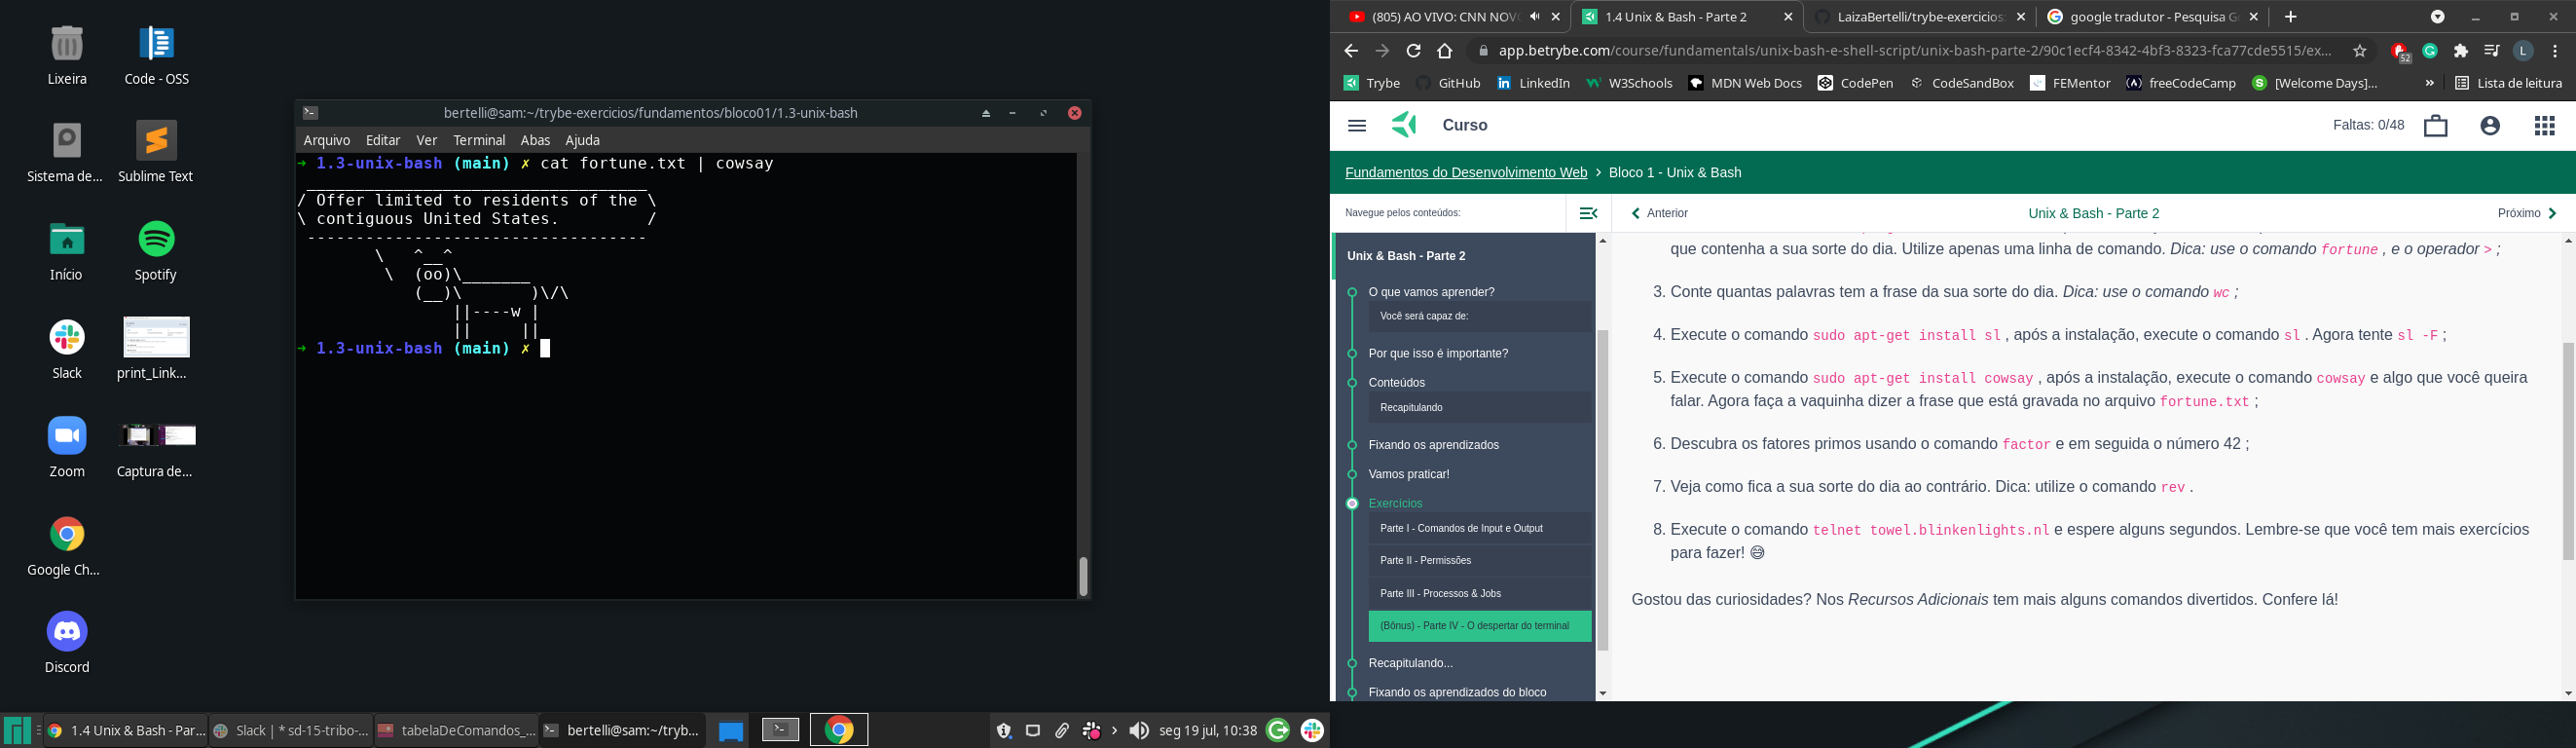 Lixeira
Code - OSS
Sistema de...
Sublime Text
Início
Spotify
Slack
print_Link...
Zoom
Captura de...
Google Ch...
Discord
bertelli@sam:~/trybe-exercicios/fundamentos/bloco01/1.3-unix-bash
Arquivo Editar Ver Terminal Abas Ajuda
➜ 1.3-unix-bash (main) ✗ cat fortune.txt | cowsay
 ___________________________________
/ Offer limited to residents of the \
\ contiguous United States.         /
 -----------------------------------
        \   ^__^
         \  (oo)\_______
            (__)\       )\/\
                ||----w |
                ||     ||
➜ 1.3-unix-bash (main) ✗
1.4 Unix & Bash - Par...
Slack | * sd-15-tribo-...
tabelaDeComandos_...
bertelli@sam:~/tryb...
seg 19 jul, 10:38
(805) AO VIVO: CNN NOVO
1.4 Unix & Bash - Parte 2
LaizaBertelli/trybe-exercicios:
google tradutor - Pesquisa G
app.betrybe.com/course/fundamentals/unix-bash-e-shell-script/unix-bash-parte-2/90c1ecf4-8342-4bf3-8323-fca77cde5515/ex...
52
L
Trybe GitHub LinkedIn W3Schools MDN Web Docs CodePen CodeSandBox FEMentor freeCodeCamp [Welcome Days]... » Lista de leitura
Curso
Faltas: 0/48
Fundamentos do Desenvolvimento Web > Bloco 1 - Unix & Bash
Navegue pelos conteúdos:
Anterior
Unix & Bash - Parte 2
Próximo
Unix & Bash - Parte 2
O que vamos aprender?
Você será capaz de:
Por que isso é importante?
Conteúdos
Recapitulando
Fixando os aprendizados
Vamos praticar!
Exercícios
Parte I - Comandos de Input e Output
Parte II - Permissões
Parte III - Processos & Jobs
(Bônus) - Parte IV - O despertar do terminal
Recapitulando...
Fixando os aprendizados do bloco
que contenha a sua sorte do dia. Utilize apenas uma linha de comando. Dica: use o comando fortune , e o operador > ;
3. Conte quantas palavras tem a frase da sua sorte do dia. Dica: use o comando wc ;
4. Execute o comando sudo apt-get install sl , após a instalação, execute o comando sl . Agora tente sl -F ;
5. Execute o comando sudo apt-get install cowsay , após a instalação, execute o comando cowsay e algo que você queira
falar. Agora faça a vaquinha dizer a frase que está gravada no arquivo fortune.txt ;
6. Descubra os fatores primos usando o comando factor e em seguida o número 42 ;
7. Veja como fica a sua sorte do dia ao contrário. Dica: utilize o comando rev .
8. Execute o comando telnet towel.blinkenlights.nl e espere alguns segundos. Lembre-se que você tem mais exercícios
para fazer! 😅
Gostou das curiosidades? Nos Recursos Adicionais tem mais alguns comandos divertidos. Confere lá!